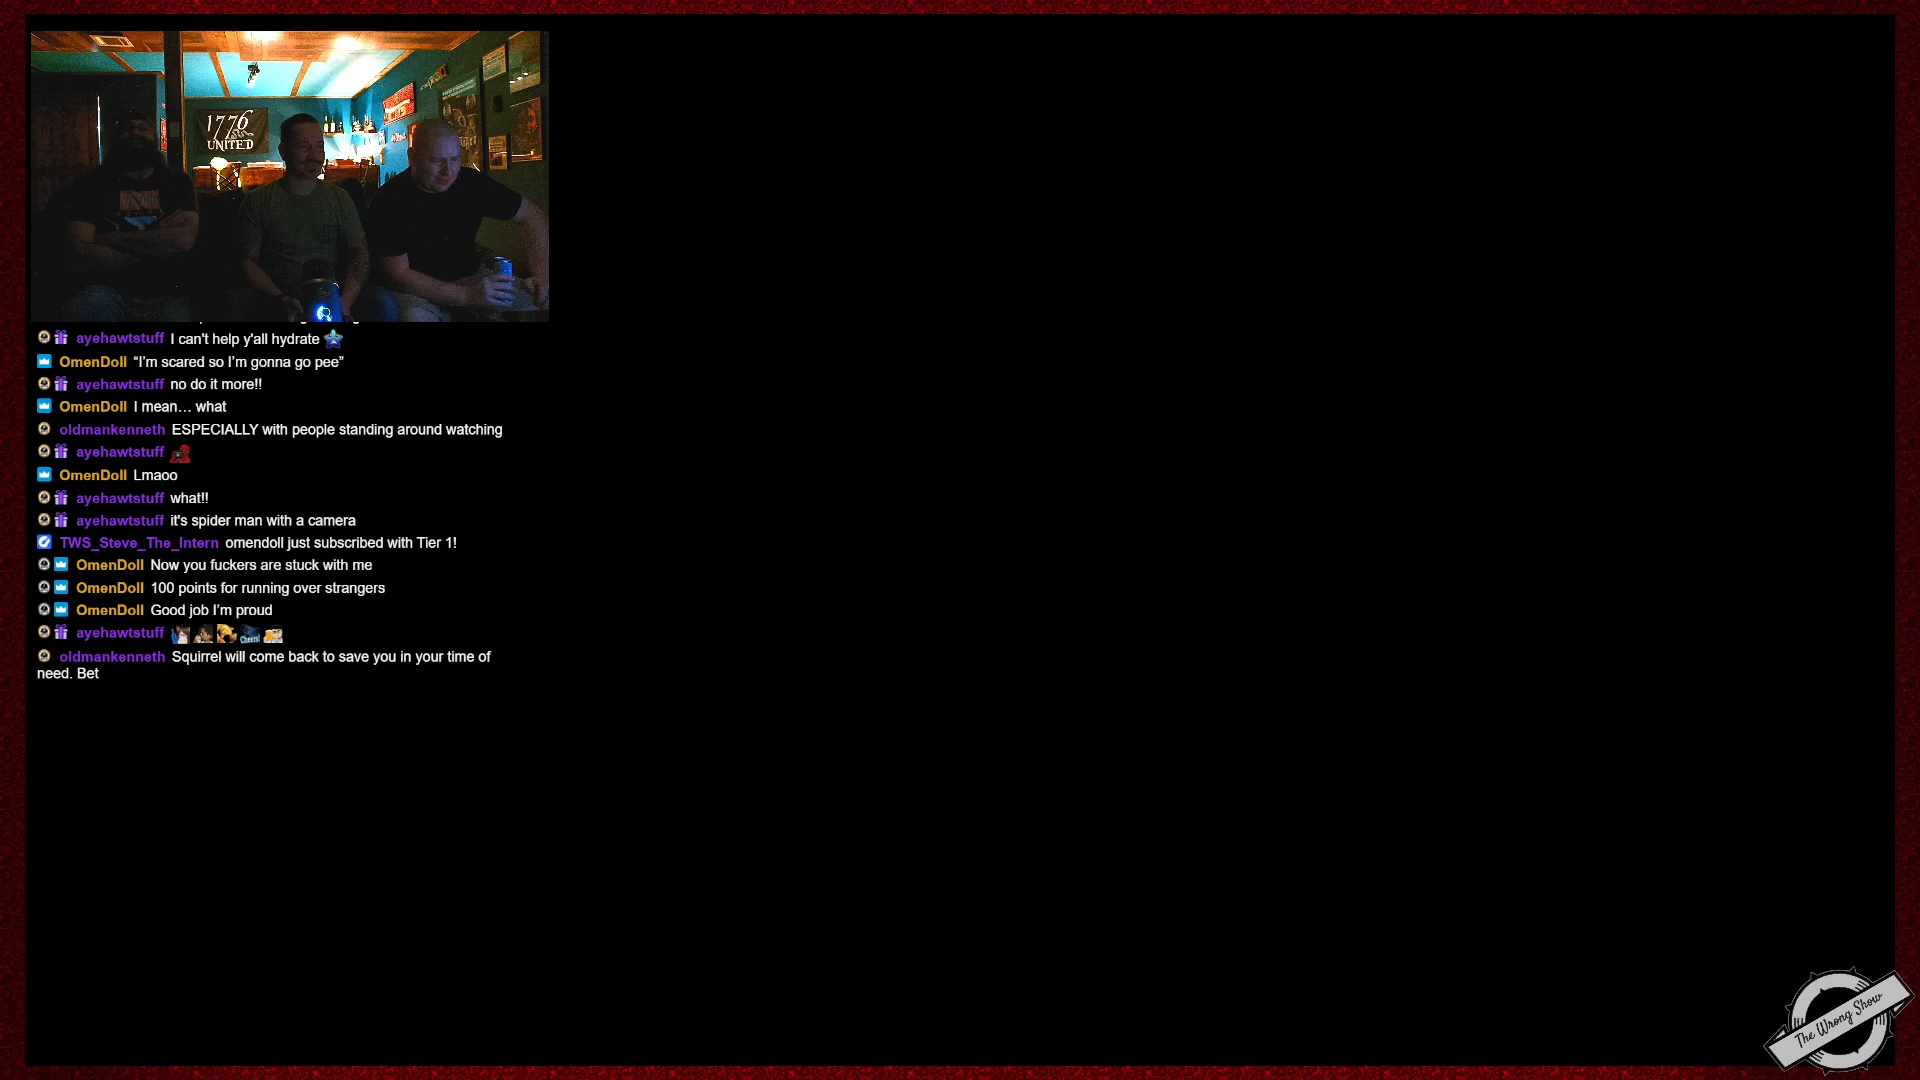 1776
UNITED
ayehawtstuff I can't help y'all hydrate
OmenDoll “I’m scared so I’m gonna go pee”
ayehawtstuff no do it more!!
OmenDoll I mean… what
oldmankenneth ESPECIALLY with people standing around watching
ayehawtstuff
OmenDoll Lmaoo
ayehawtstuff what!!
ayehawtstuff it's spider man with a camera
TWS_Steve_The_Intern omendoll just subscribed with Tier 1!
OmenDoll Now you fuckers are stuck with me
OmenDoll 100 points for running over strangers
OmenDoll Good job I’m proud
ayehawtstuff Cheers!
oldmankenneth Squirrel will come back to save you in your time of
need. Bet
The Wrong Show